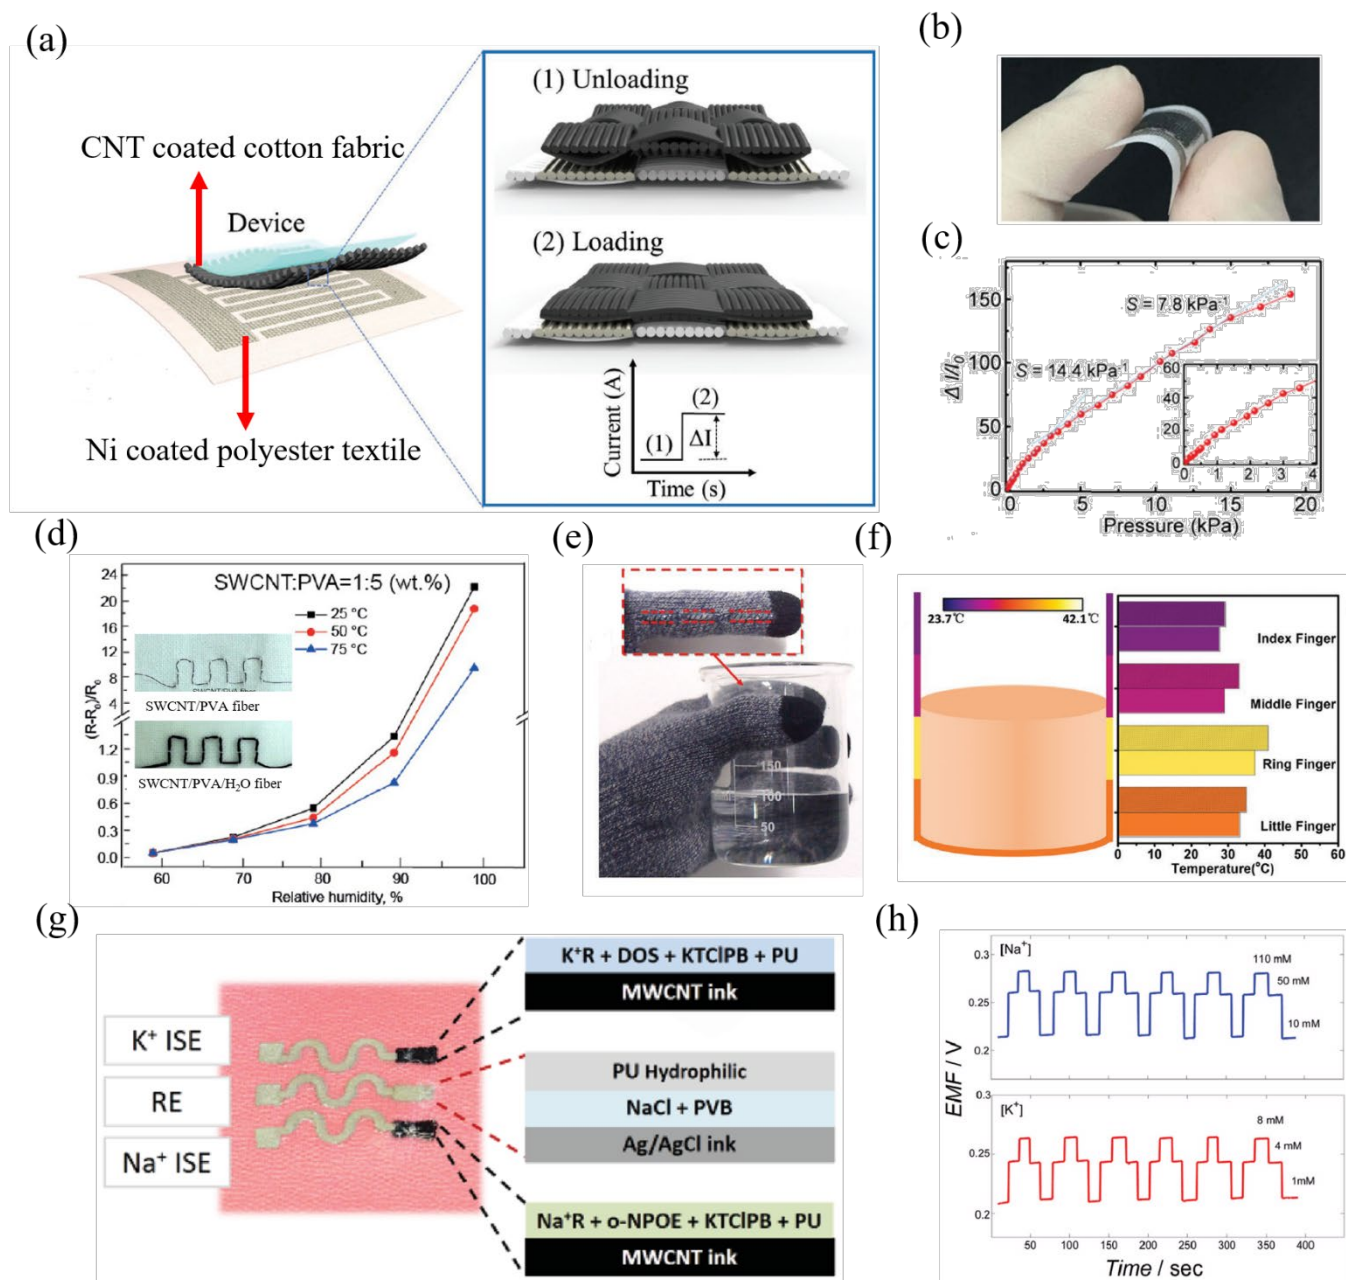 (a)
CNT coated cotton fabric
Device
Ni coated polyester textile
(1) Unloading
(2) Loading
Current (A)
(1)
(2)
ΔI
Time (s)
(b)
(c)
ΔI/I0
150
100
50
0
S = 7.8 kPa-1
S = 14.4 kPa-1
60
40
20
0
0 1 2 3 4
0 5 10 15 20
Pressure (kPa)
(d)
(R-R0)/R0
24
20
16
12
8
4
1.2
0.9
0.6
0.3
0.0
SWCNT:PVA=1:5 (wt.%)
25 °C
50 °C
75 °C
SWCNT/PVA fiber
SWCNT/PVA fiber
SWCNT/PVA/H2O fiber
60 70 80 90 100
Relative humidity, %
(e)
150
100
50
(f)
23.7℃ 42.1℃
Index Finger
Middle Finger
Ring Finger
Little Finger
0 10 20 30 40 50 60
Temperature(°C)
(g)
K+ ISE
RE
Na+ ISE
K+R + DOS + KTClPB + PU
MWCNT ink
PU Hydrophilic
NaCl + PVB
Ag/AgCl ink
Na+R + o-NPOE + KTClPB + PU
MWCNT ink
(h)
EMF / V
0.3
0.25
0.2
[Na+]
110 mM
50 mM
10 mM
0.3
0.25
0.2
[K+]
8 mM
4 mM
1mM
50 100 150 200 250 300 350 400
Time / sec